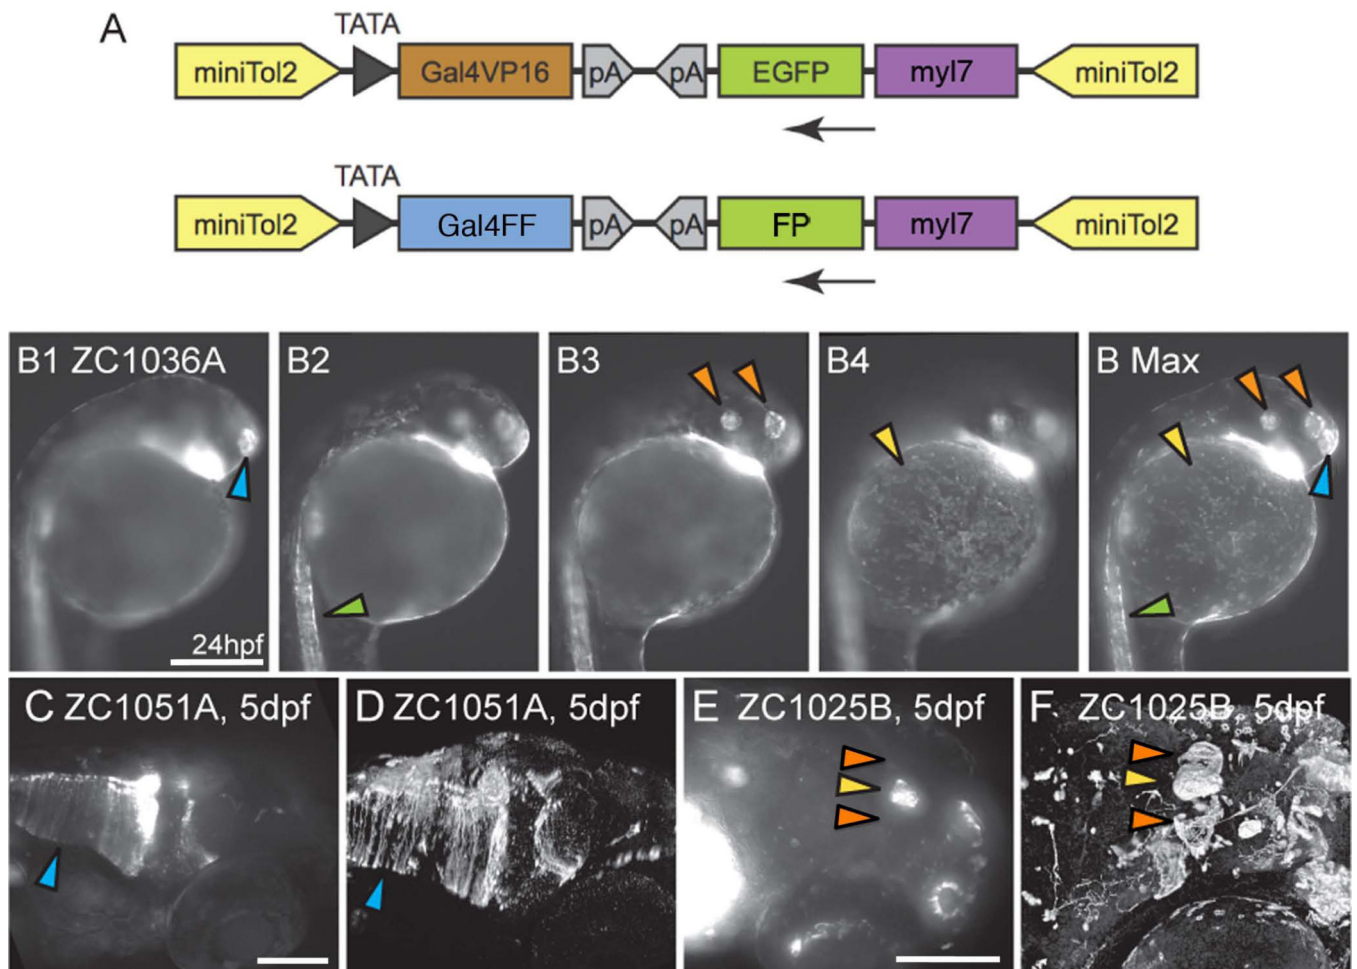 A
TATA
miniTol2 Gal4VP16 pA pA EGFP myl7 miniTol2
TATA
miniTol2 Gal4FF pA pA FP myl7 miniTol2
B1 ZC1036A B2 B3 B4 B Max
24hpf
C ZC1051A, 5dpf D ZC1051A, 5dpf E ZC1025B, 5dpf F ZC1025B, 5dpf